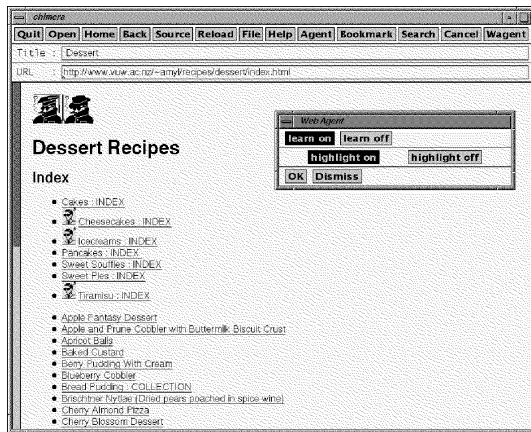 chimera
Quit Open Home Back Source Reload File Help Agent Bookmark Search Cancel Wagent
Title : Dessert
URL : http://www.vuw.ac.nz/~amyl/recipes/dessert/index.html
Web Agent
learn on learn off
highlight on highlight off
OK Dismiss
Dessert Recipes
Index
Cakes : INDEX
Cheesecakes : INDEX
Icecreams : INDEX
Pancakes : INDEX
Sweet Souffles : INDEX
Sweet Pies : INDEX
Tiramisu : INDEX
Apple Fantasy Dessert
Apple and Prune Cobbler with Buttermilk Biscuit Crust
Apricot Balls
Baked Custard
Berry Pudding With Cream
Blueberry Cobbler
Bread Pudding : COLLECTION
Brischtner Nytlae (Dried pears poached in spice wine)
Cherry Almond Pizza
Cherry Blossom Dessert